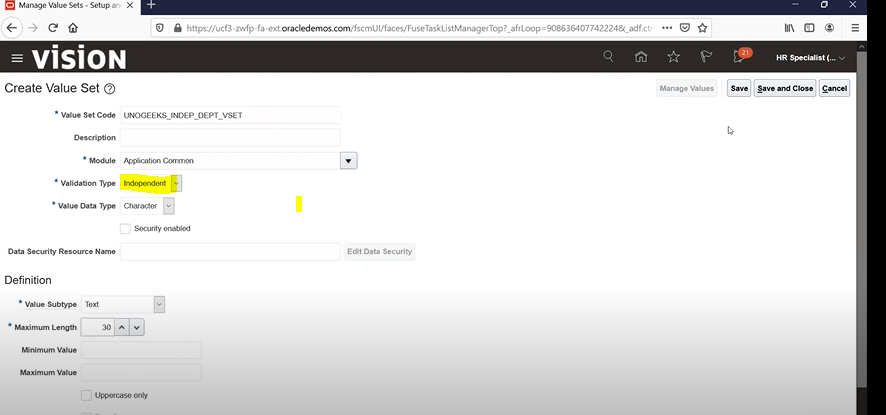 Manage Value Sets - Setup and
https://ucf3-zwfp-fa-ext.oracledemos.com/fscmUI/faces/FuseTaskListManagerTop?_afrLoop=9086364077422248&_adf.ctr
VISION
21
HR Specialist (...
Create Value Set
Manage Values Save Save and Close Cancel
* Value Set Code UNOGEEKS_INDEP_DEPT_VSET
Description
* Module Application Common
* Validation Type Independent
* Value Data Type Character
Security enabled
Data Security Resource Name Edit Data Security
Definition
* Value Subtype Text
* Maximum Length 30
Minimum Value
Maximum Value
Uppercase only